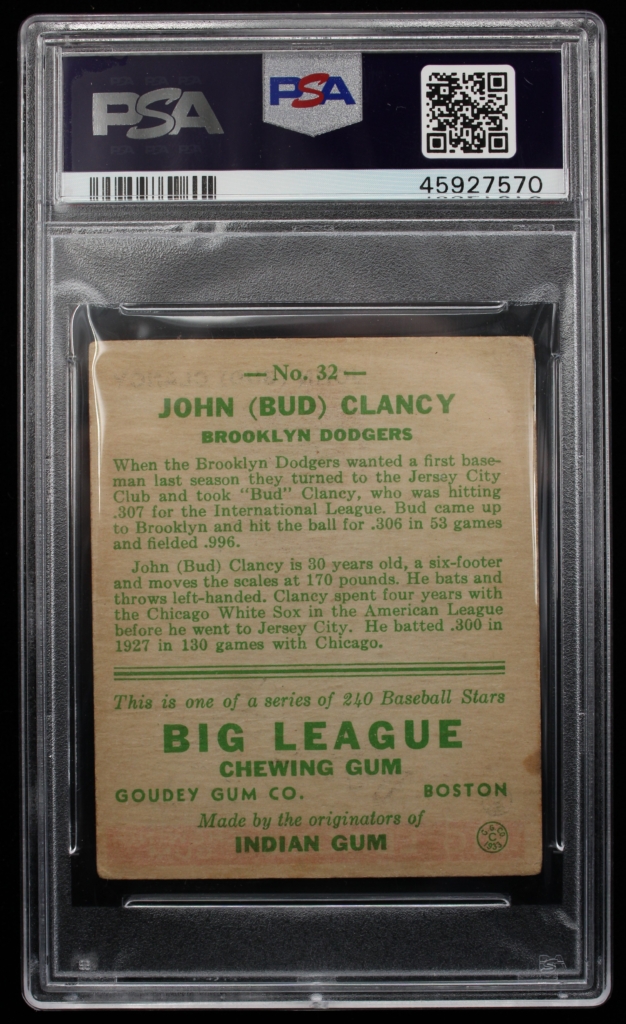 PSA
PSA
45927570
— No. 32 —
JOHN (BUD) CLANCY
BROOKLYN DODGERS
When the Brooklyn Dodgers wanted a first base-
man last season they turned to the Jersey City
Club and took "Bud" Clancy, who was hitting
.307 for the International League. Bud came up
to Brooklyn and hit the ball for .306 in 53 games
and fielded .996.
John (Bud) Clancy is 30 years old, a six-footer
and moves the scales at 170 pounds. He bats and
throws left-handed. Clancy spent four years with
the Chicago White Sox in the American League
before he went to Jersey City. He batted .300 in
1927 in 130 games with Chicago.
This is one of a series of 240 Baseball Stars
BIG LEAGUE
CHEWING GUM
GOUDEY GUM CO. BOSTON
Made by the originators of
INDIAN GUM